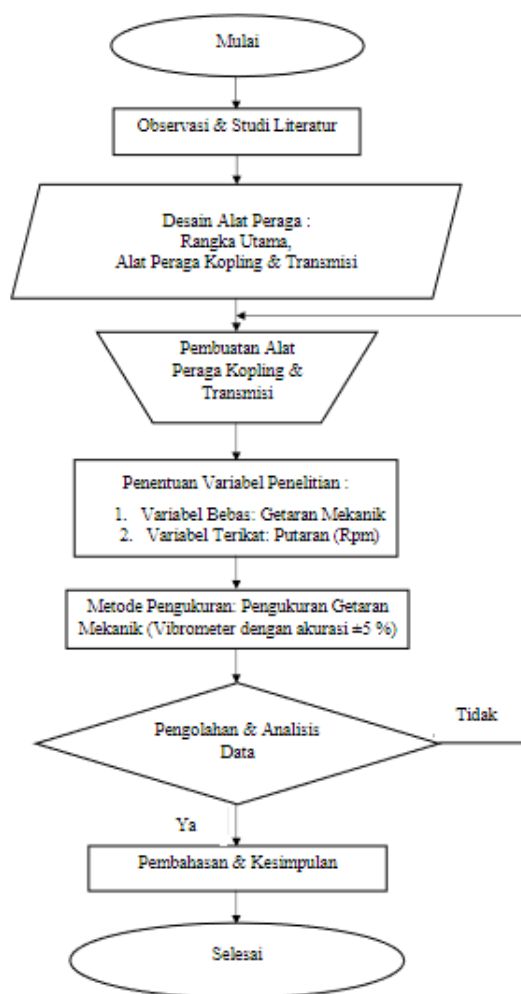 Mulai
Observasi & Studi Literatur
Desain Alat Peraga :
Rangka Utama,
Alat Peraga Kopling & Transmisi
Pembuatan Alat
Peraga Kopling &
Transmisi
Penentuan Variabel Penelitian :
1. Variabel Bebas: Getaran Mekanik
2. Variabel Terikat: Putaran (Rpm)
Metode Pengukuran: Pengukuran Getaran
Mekanik (Vibrometer dengan akurasi ±5 %)
Pengolahan & Analisis
Data
Tidak
Ya
Pembahasan & Kesimpulan
Selesai